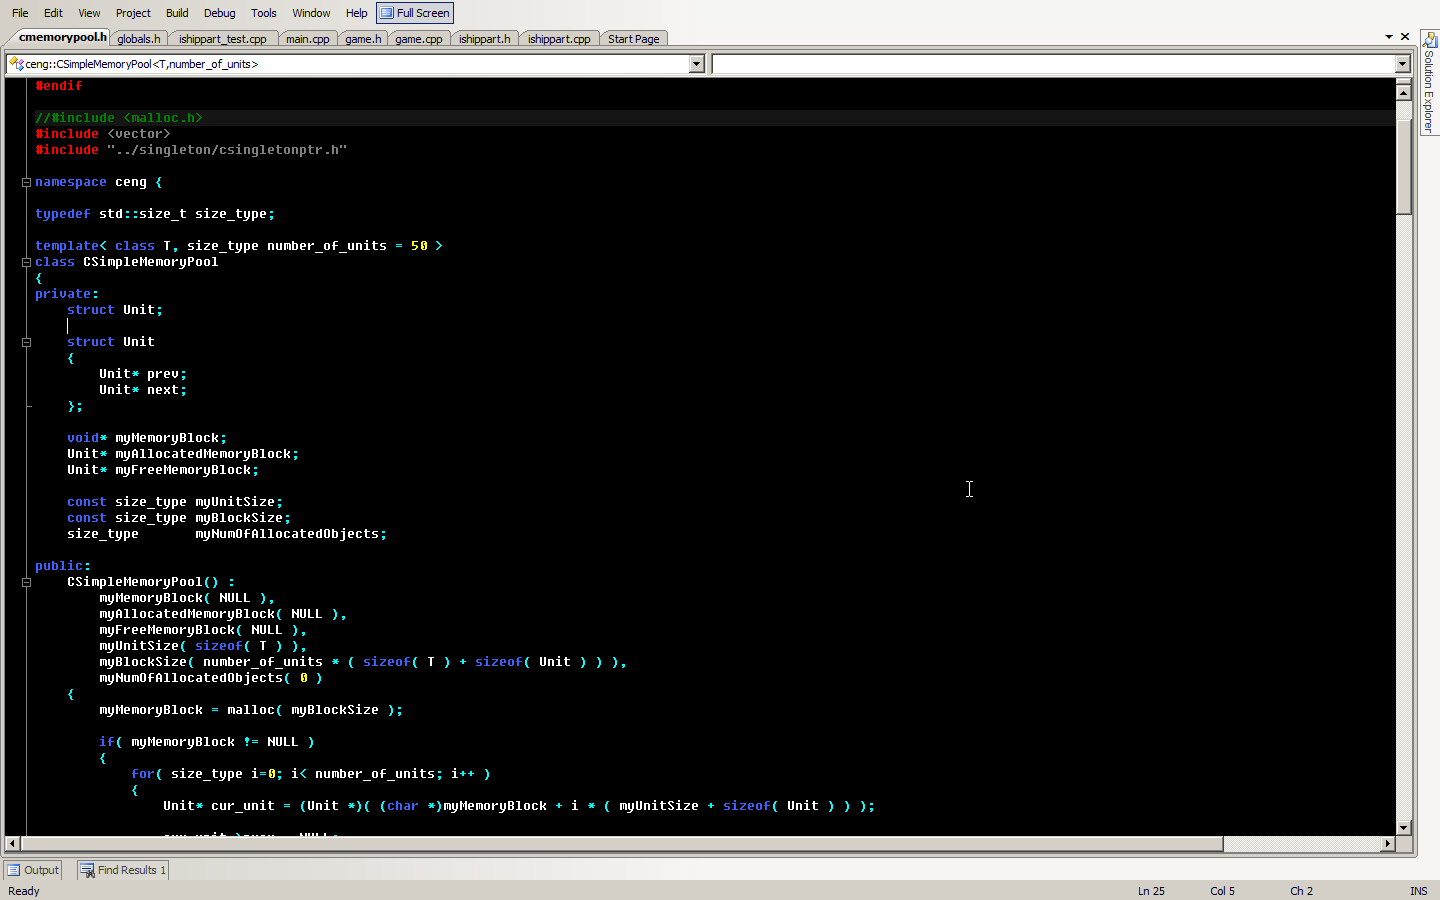 File Edit View Project Build Debug Tools Window Help Full Screen
cmemorypool.h globals.h ishippart_test.cpp main.cpp game.h game.cpp ishippart.h ishippart.cpp Start Page
ceng::CSimpleMemoryPool<T,number_of_units>
Solution Explorer
#endif
//#include <malloc.h>
#include <vector>
#include "../singleton/csingletonptr.h"
namespace ceng {
typedef std::size_t size_type;
template< class T, size_type number_of_units = 50 >
class CSimpleMemoryPool
{
private:
struct Unit;
struct Unit
{
Unit* prev;
Unit* next;
};
void* myMemoryBlock;
Unit* myAllocatedMemoryBlock;
Unit* myFreeMemoryBlock;
const size_type myUnitSize;
const size_type myBlockSize;
size_type myNumOfAllocatedObjects;
public:
CSimpleMemoryPool() :
myMemoryBlock( NULL ),
myAllocatedMemoryBlock( NULL ),
myFreeMemoryBlock( NULL ),
myUnitSize( sizeof( T ) ),
myBlockSize( number_of_units * ( sizeof( T ) + sizeof( Unit ) ) ),
myNumOfAllocatedObjects( 0 )
{
myMemoryBlock = malloc( myBlockSize );
if( myMemoryBlock != NULL )
{
for( size_type i=0; i< number_of_units; i++ )
{
Unit* cur_unit = (Unit *)( (char *)myMemoryBlock + i * ( myUnitSize + sizeof( Unit ) ) );
Output Find Results 1
Ready Ln 25 Col 5 Ch 2 INS